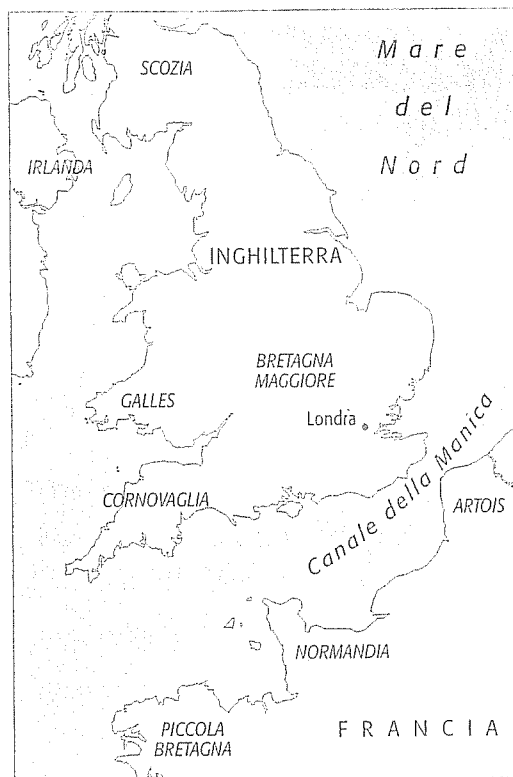 Mare
del
Nord
SCOZIA
IRLANDA
INGHILTERRA
BRETAGNA
MAGGIORE
GALLES
Londra
Canale della Manica
CORNOVAGLIA
ARTOIS
NORMANDIA
PICCOLA
BRETAGNA
FRANCIA